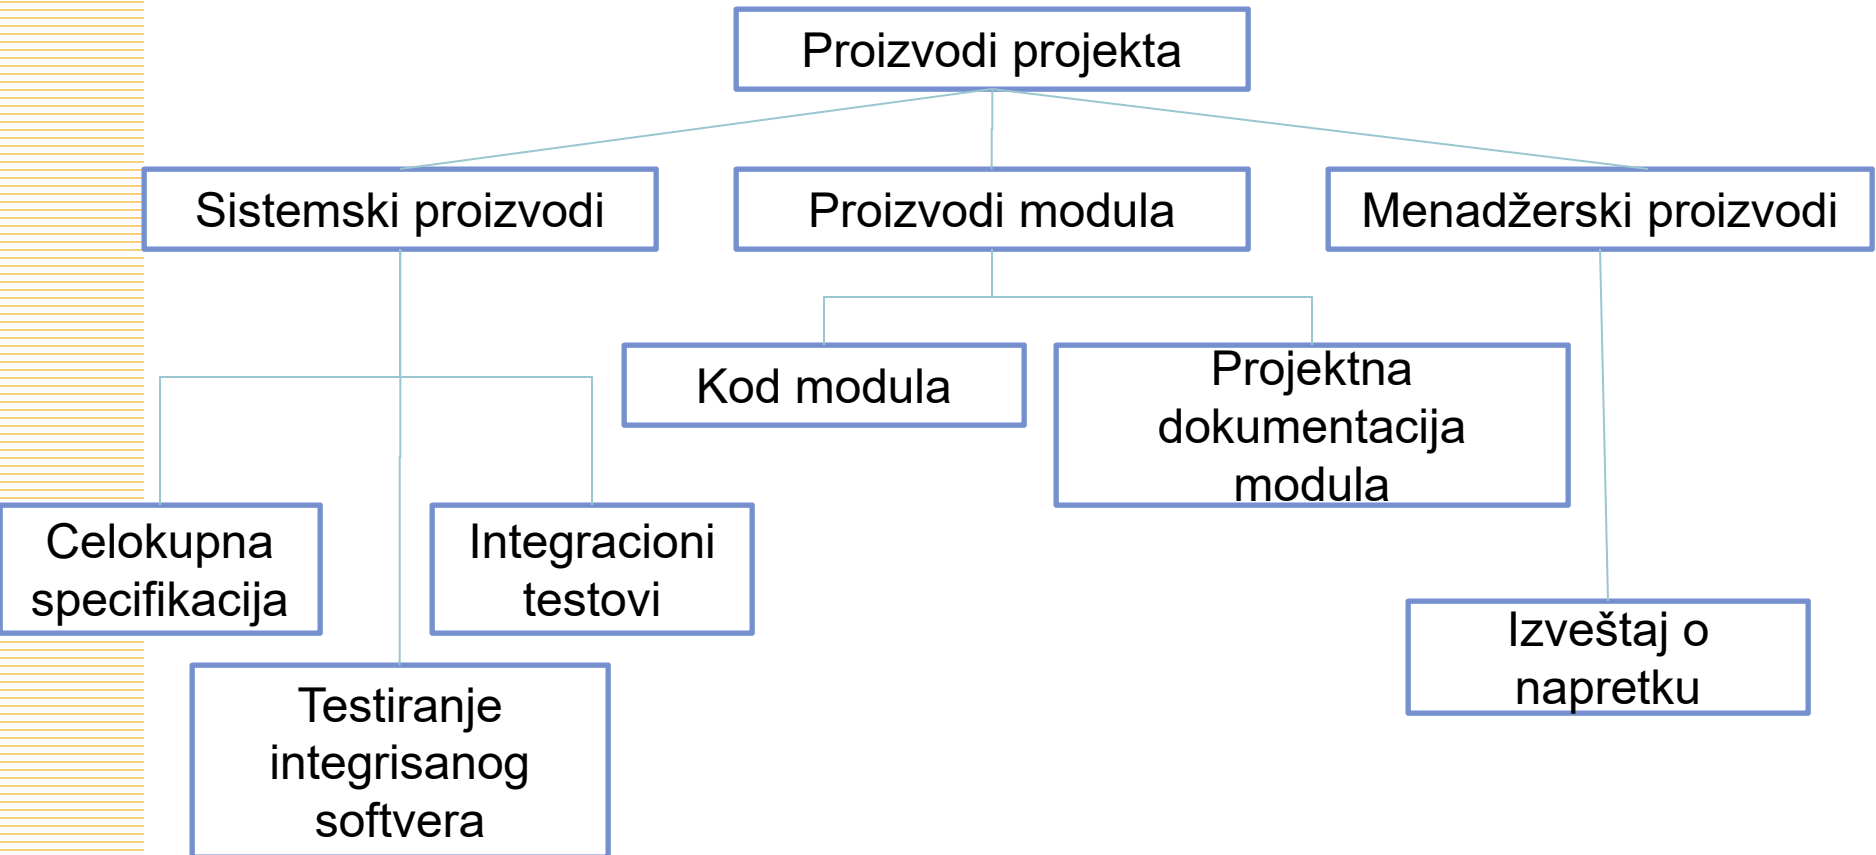 Proizvodi projekta
Sistemski proizvodi
Proizvodi modula
Menadžerski proizvodi
Kod modula
Projektna
dokumentacija
modula
Celokupna
specifikacija
Integracioni
testovi
Testiranje
integrisanog
softvera
Izveštaj o
napretku